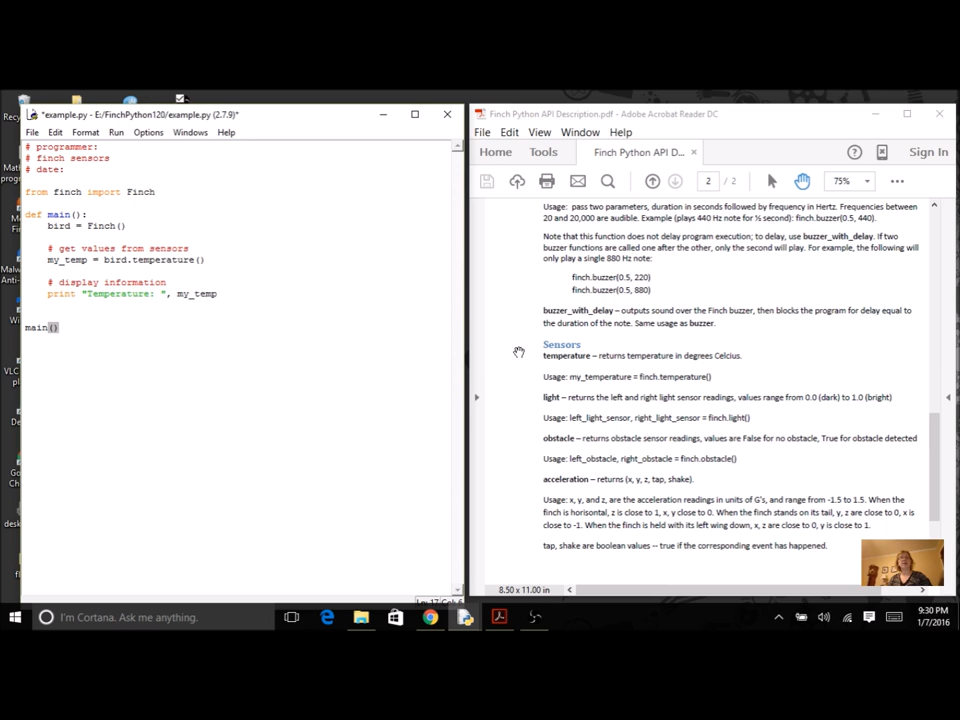 *example.py - E:/FinchPython120/example.py (2.7.9)*
File Edit Format Run Options Windows Help
# programmer:
# finch sensors
# date:
from finch import Finch
def main():
bird = Finch()
# get values from sensors
my_temp = bird.temperature()
# display information
print "Temperature: ", my_temp
main()
Finch Python API Description.pdf - Adobe Acrobat Reader DC
File Edit View Window Help
Home Tools Finch Python API D... × Sign In
2 / 2 75%
Usage: pass two parameters, duration in seconds followed by frequency in Hertz. Frequencies between
20 and 20,000 are audible. Example (plays 440 Hz note for ½ second): finch.buzzer(0.5, 440).
Note that this function does not delay program execution; to delay, use buzzer_with_delay. If two
buzzer functions are called one after the other, only the second will play. For example, the following will
only play a single 880 Hz note:
finch.buzzer(0.5, 220)
finch.buzzer(0.5, 880)
buzzer_with_delay – outputs sound over the Finch buzzer, then blocks the program for delay equal to
the duration of the note. Same usage as buzzer.
Sensors
temperature – returns temperature in degrees Celcius.
Usage: my_temperature = finch.temperature()
light – returns the left and right light sensor readings, values range from 0.0 (dark) to 1.0 (bright)
Usage: left_light_sensor, right_light_sensor = finch.light()
obstacle – returns obstacle sensor readings, values are False for no obstacle, True for obstacle detected
Usage: left_obstacle, right_obstacle = finch.obstacle()
acceleration – returns (x, y, z, tap, shake).
Usage: x, y, and z, are the acceleration readings in units of G's, and range from -1.5 to 1.5. When the
finch is horisontal, z is close to 1, x, y close to 0. When the finch stands on its tail, y, z are close to 0, x is
close to -1. When the finch is held with its left wing down, x, z are close to 0, y is close to 1.
tap, shake are boolean values -- true if the corresponding event has happened.
8.50 x 11.00 in
I'm Cortana. Ask me anything.
9:30 PM
1/7/2016